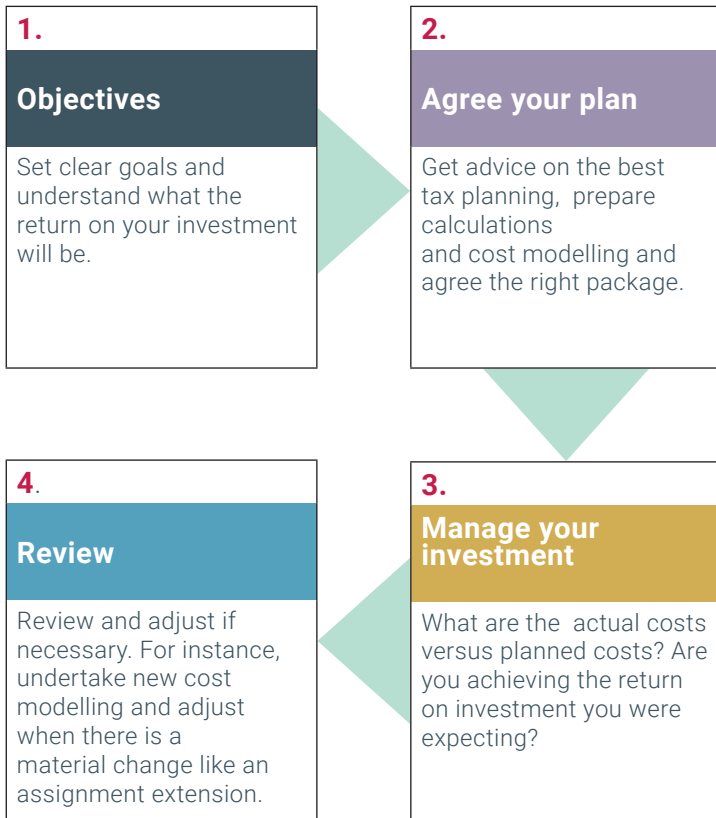 1.
Objectives
Set clear goals and
understand what the
return on your investment
will be.
2.
Agree your plan
Get advice on the best
tax planning,  prepare
calculations
and cost modelling and
agree the right package.
3.
Manage your
investment
What are the  actual costs
versus planned costs? Are
you achieving the return
on investment you were
expecting?
4.
Review
Review and adjust if
necessary. For instance,
undertake new cost
modelling and adjust
when there is a
material change like an
assignment extension.